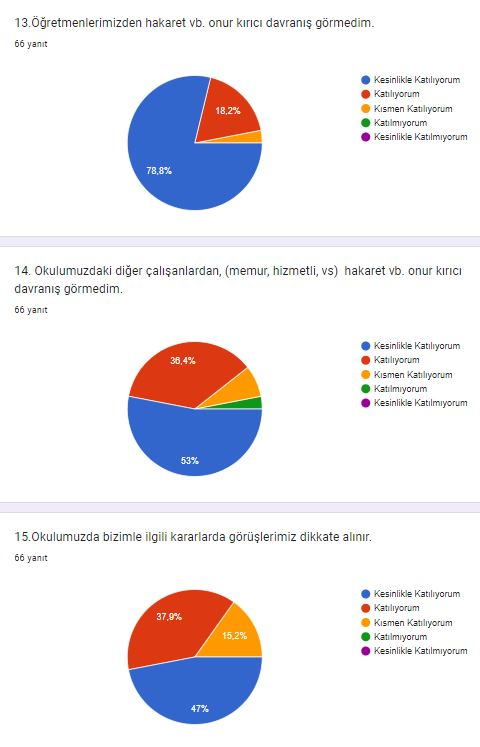 13.Öğretmenlerimizden hakaret vb. onur kırıcı davranış görmedim.
66 yanıt
Kesinlikle Katılıyorum
Katılıyorum
Kısmen Katılıyorum
Katılmıyorum
Kesinlikle Katılmıyorum
18,2%
78,8%
14. Okulumuzdaki diğer çalışanlardan, (memur, hizmetli, vs) hakaret vb. onur kırıcı
davranış görmedim.
66 yanıt
Kesinlikle Katılıyorum
Katılıyorum
Kısmen Katılıyorum
Katılmıyorum
Kesinlikle Katılmıyorum
36,4%
53%
15.Okulumuzda bizimle ilgili kararlarda görüşlerimiz dikkate alınır.
66 yanıt
Kesinlikle Katılıyorum
Katılıyorum
Kısmen Katılıyorum
Katılmıyorum
Kesinlikle Katılmıyorum
37,9%
15,2%
47%